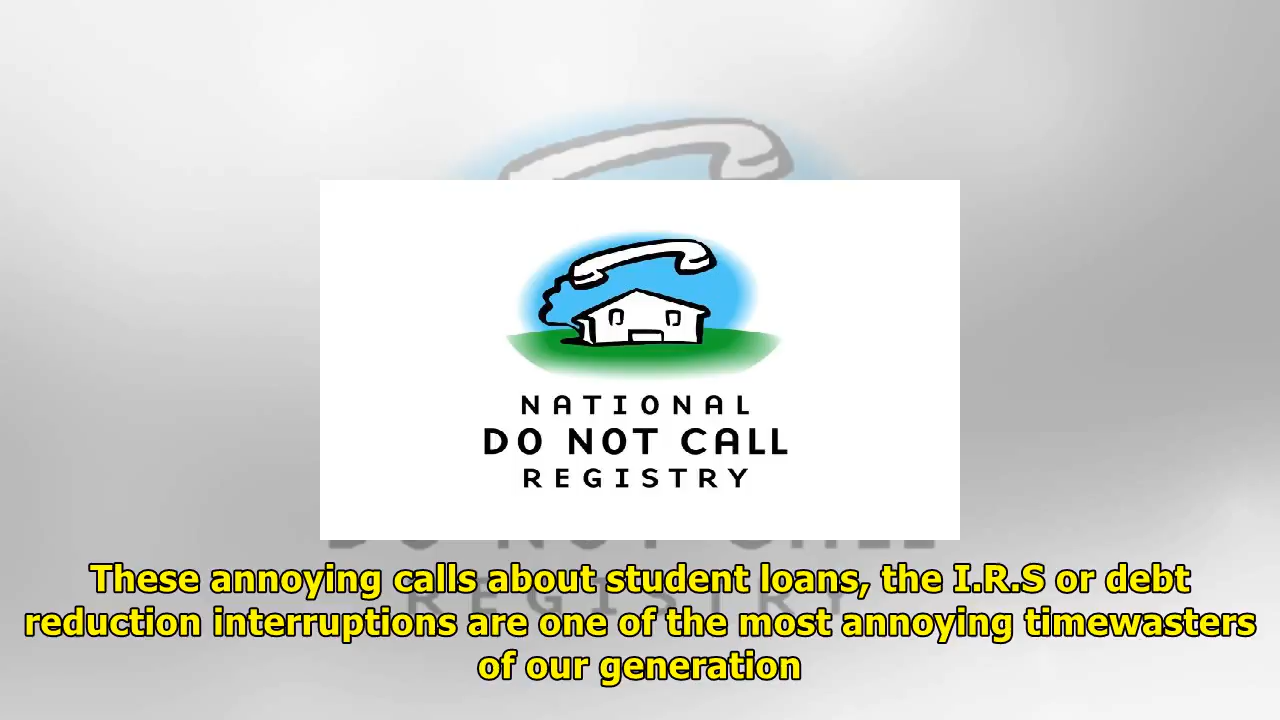 NATIONAL
DO NOT CALL
REGISTRY
These annoying calls about student loans, the I.R.S or debt
reduction interruptions are one of the most annoying timewasters
of our generation